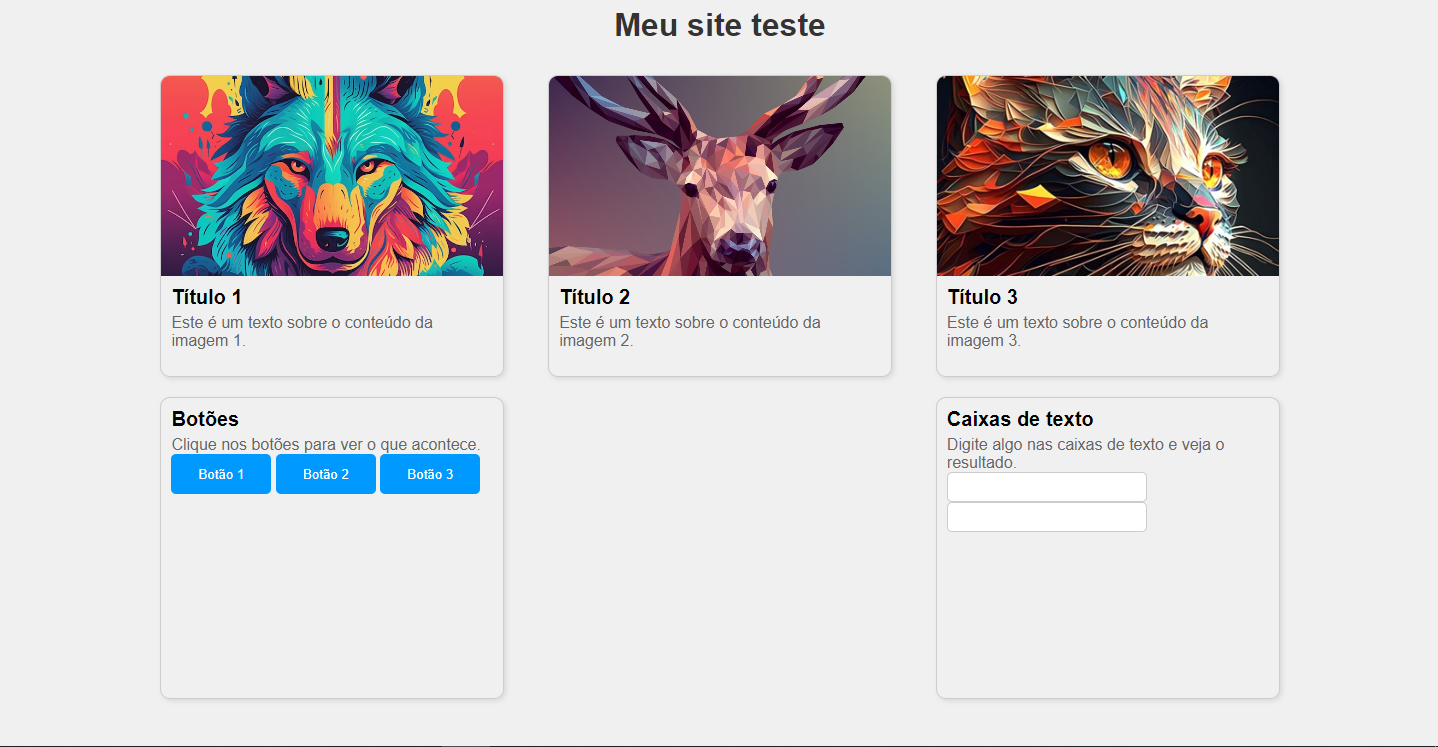 Meu site teste
Título 1
Este é um texto sobre o conteúdo da
imagem 1.
Título 2
Este é um texto sobre o conteúdo da
imagem 2.
Título 3
Este é um texto sobre o conteúdo da
imagem 3.
Botões
Clique nos botões para ver o que acontece.
Botão 1 Botão 2 Botão 3
Caixas de texto
Digite algo nas caixas de texto e veja o
resultado.